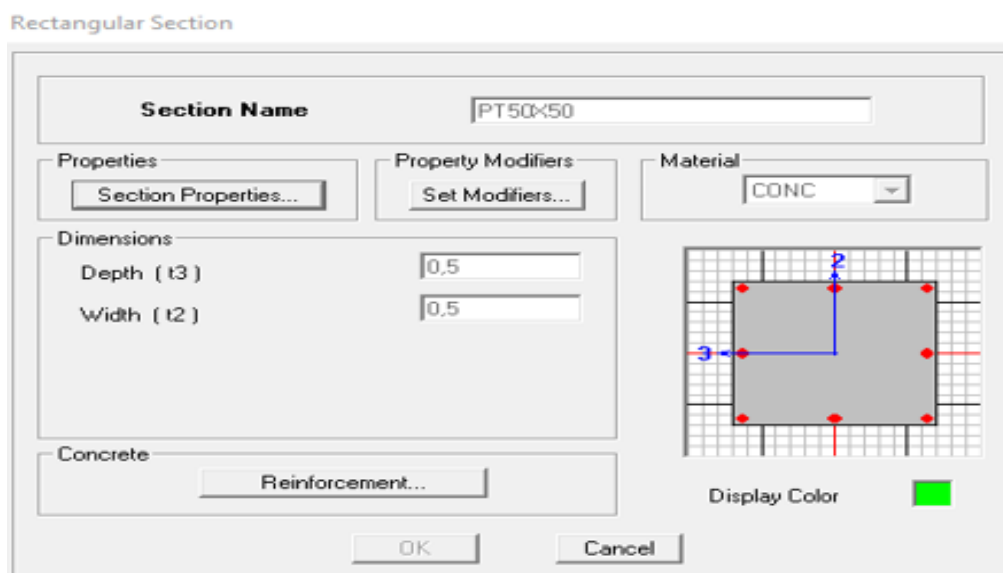 Rectangular Section
Section Name PT50X50
Properties Property Modifiers Material
Section Properties... Set Modifiers... CONC
Dimensions
Depth ( t3 ) 0,5
Width ( t2 ) 0,5
2
3
Concrete
Reinforcement...
Display Color
OK Cancel